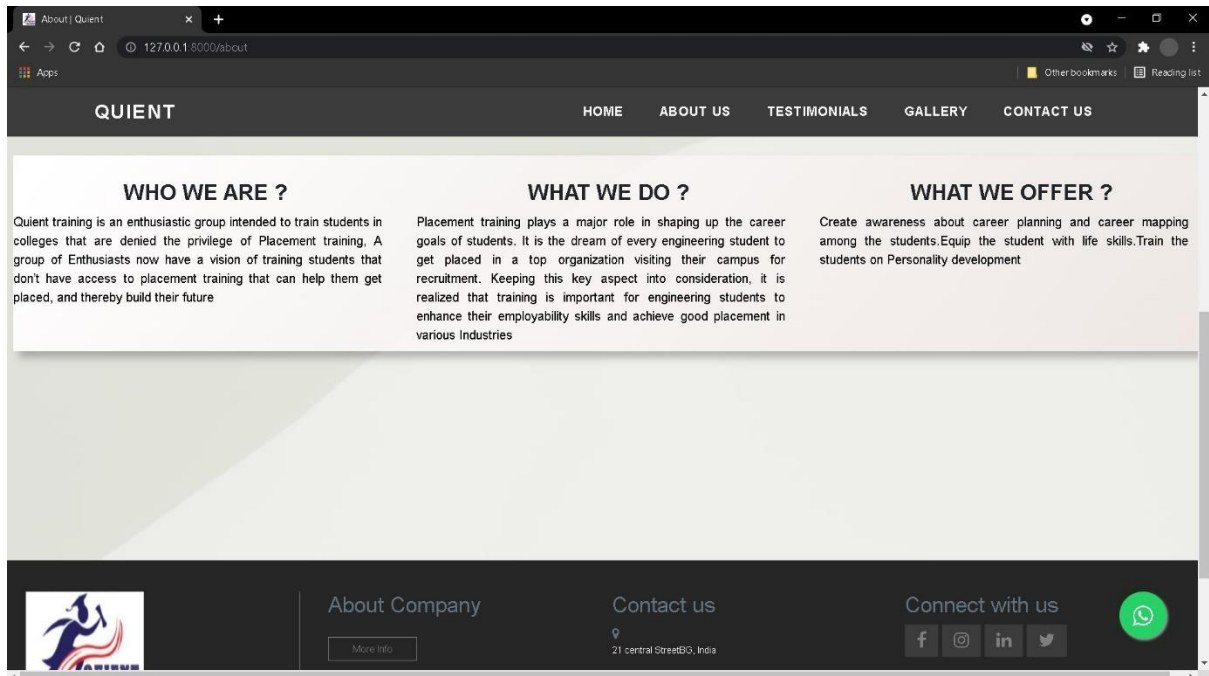 About | Quient
127.0.0.1:8000/about
Apps
Other bookmarks
Reading list
QUIENT
HOME
ABOUT US
TESTIMONIALS
GALLERY
CONTACT US
WHO WE ARE ?
Quient training is an enthusiastic group intended to train students in
colleges that are denied the privilege of Placement training, A
group of Enthusiasts now have a vision of training students that
don't have access to placement training that can help them get
placed, and thereby build their future
WHAT WE DO ?
Placement training plays a major role in shaping up the career
goals of students. It is the dream of every engineering student to
get placed in a top organization visiting their campus for
recruitment. Keeping this key aspect into consideration, it is
realized that training is important for engineering students to
enhance their employability skills and achieve good placement in
various Industries
WHAT WE OFFER ?
Create awareness about career planning and career mapping
among the students.Equip the student with life skills.Train the
students on Personality development
About Company
More Info
Contact us
21 central StreetBG, India
Connect with us